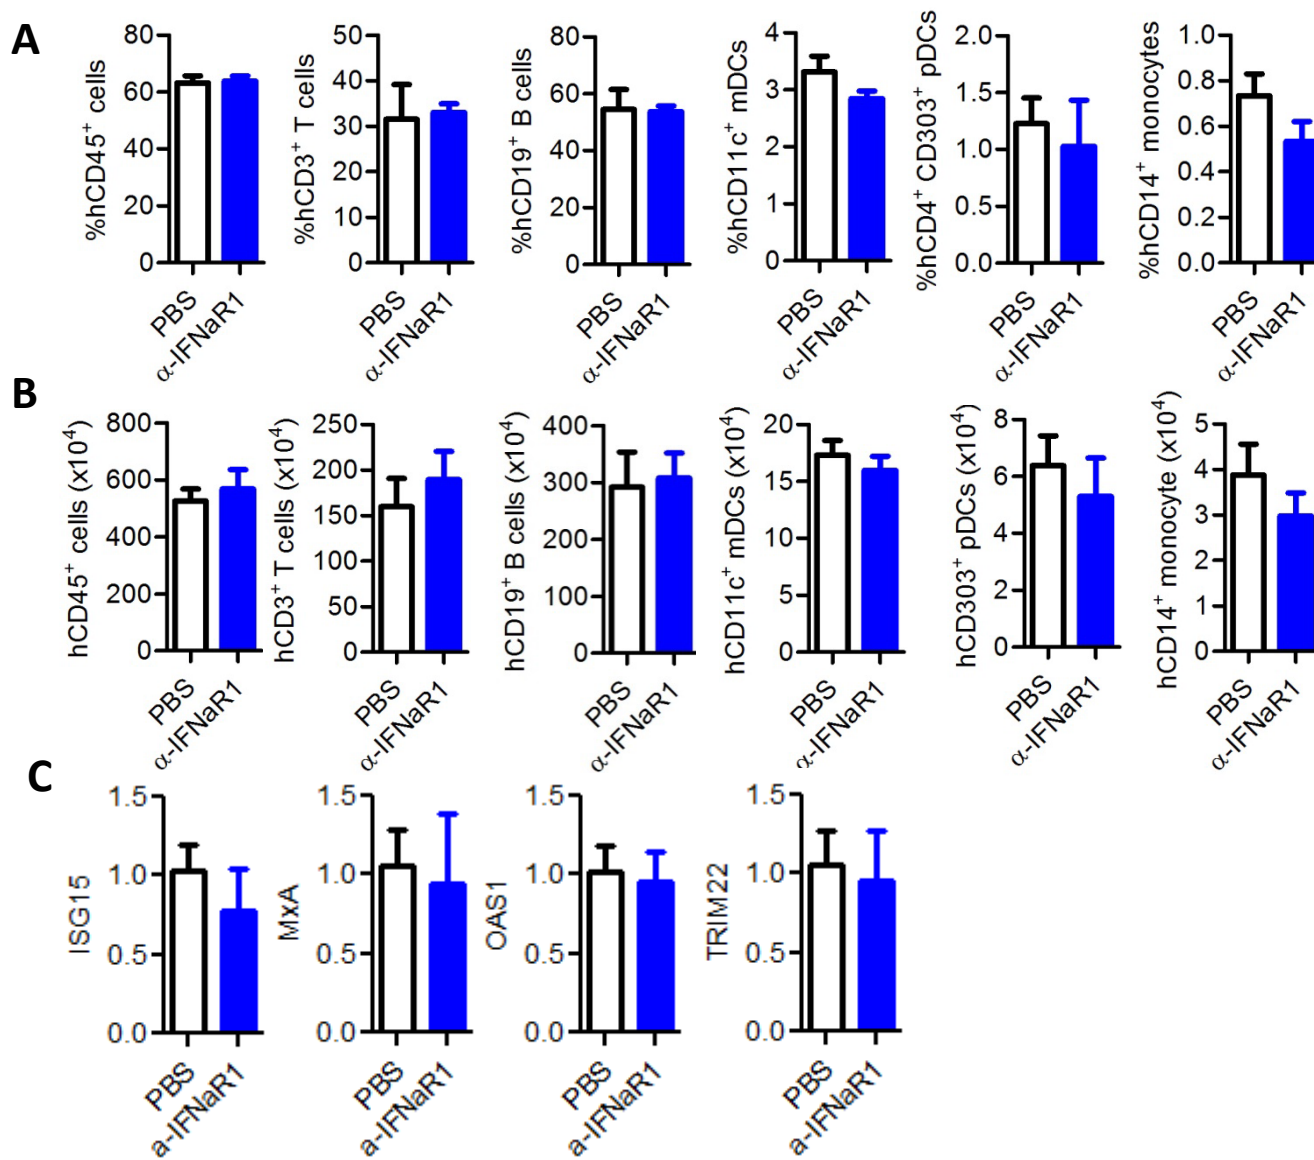 A
%hCD45⁺ cells
80
60
40
20
0
PBS
α-IFNaR1
%hCD3⁺ T cells
50
40
30
20
10
0
PBS
α-IFNaR1
%hCD19⁺ B cells
80
60
40
20
0
PBS
α-IFNaR1
%hCD11c⁺ mDCs
4
3
2
1
0
PBS
α-IFNaR1
%hCD4⁺ CD303⁺ pDCs
2.0
1.5
1.0
0.5
0.0
PBS
α-IFNaR1
%hCD14⁺ monocytes
1.0
0.8
0.6
0.4
0.2
0.0
PBS
α-IFNaR1
B
hCD45⁺ cells (x10⁴)
800
600
400
200
0
PBS
α-IFNaR1
hCD3⁺ T cells (x10⁴)
250
200
150
100
50
0
PBS
α-IFNaR1
hCD19⁺ B cells (x10⁴)
400
300
200
100
0
PBS
α-IFNaR1
hCD11c⁺ mDCs (x10⁴)
20
15
10
5
0
PBS
α-IFNaR1
hCD303⁺ pDCs (x10⁴)
8
6
4
2
0
PBS
α-IFNaR1
hCD14⁺ monocyte (x10⁴)
5
4
3
2
1
0
PBS
α-IFNaR1
C
ISG15
1.5
1.0
0.5
0.0
PBS
a-IFNaR1
MxA
1.5
1.0
0.5
0.0
PBS
a-IFNaR1
OAS1
1.5
1.0
0.5
0.0
PBS
a-IFNaR1
TRIM22
1.5
1.0
0.5
0.0
PBS
a-IFNaR1